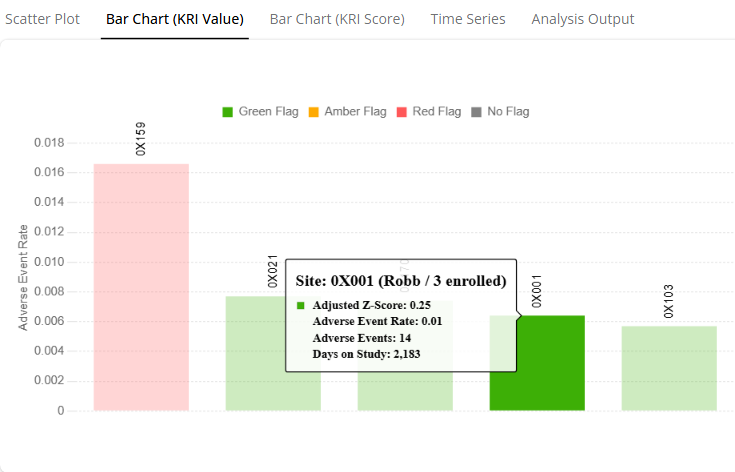 Scatter Plot Bar Chart (KRI Value) Bar Chart (KRI Score) Time Series Analysis Output
Green Flag Amber Flag Red Flag No Flag
Adverse Event Rate
0.018
0.016
0.014
0.012
0.010
0.008
0.006
0.004
0.002
0
0X159
0X021
0X001
0X103
Site: 0X001 (Robb / 3 enrolled)
Adjusted Z-Score: 0.25
Adverse Event Rate: 0.01
Adverse Events: 14
Days on Study: 2,183